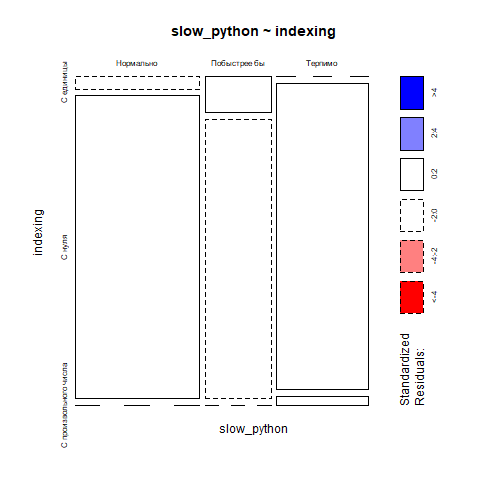 slow_python ~ indexing
Нормально
Побыстрее бы
Терпимо
С единицы
С нуля
С произвольного числа
indexing
slow_python
>4
2:4
0:2
-2:0
-4:-2
<-4
Standardized
Residuals: